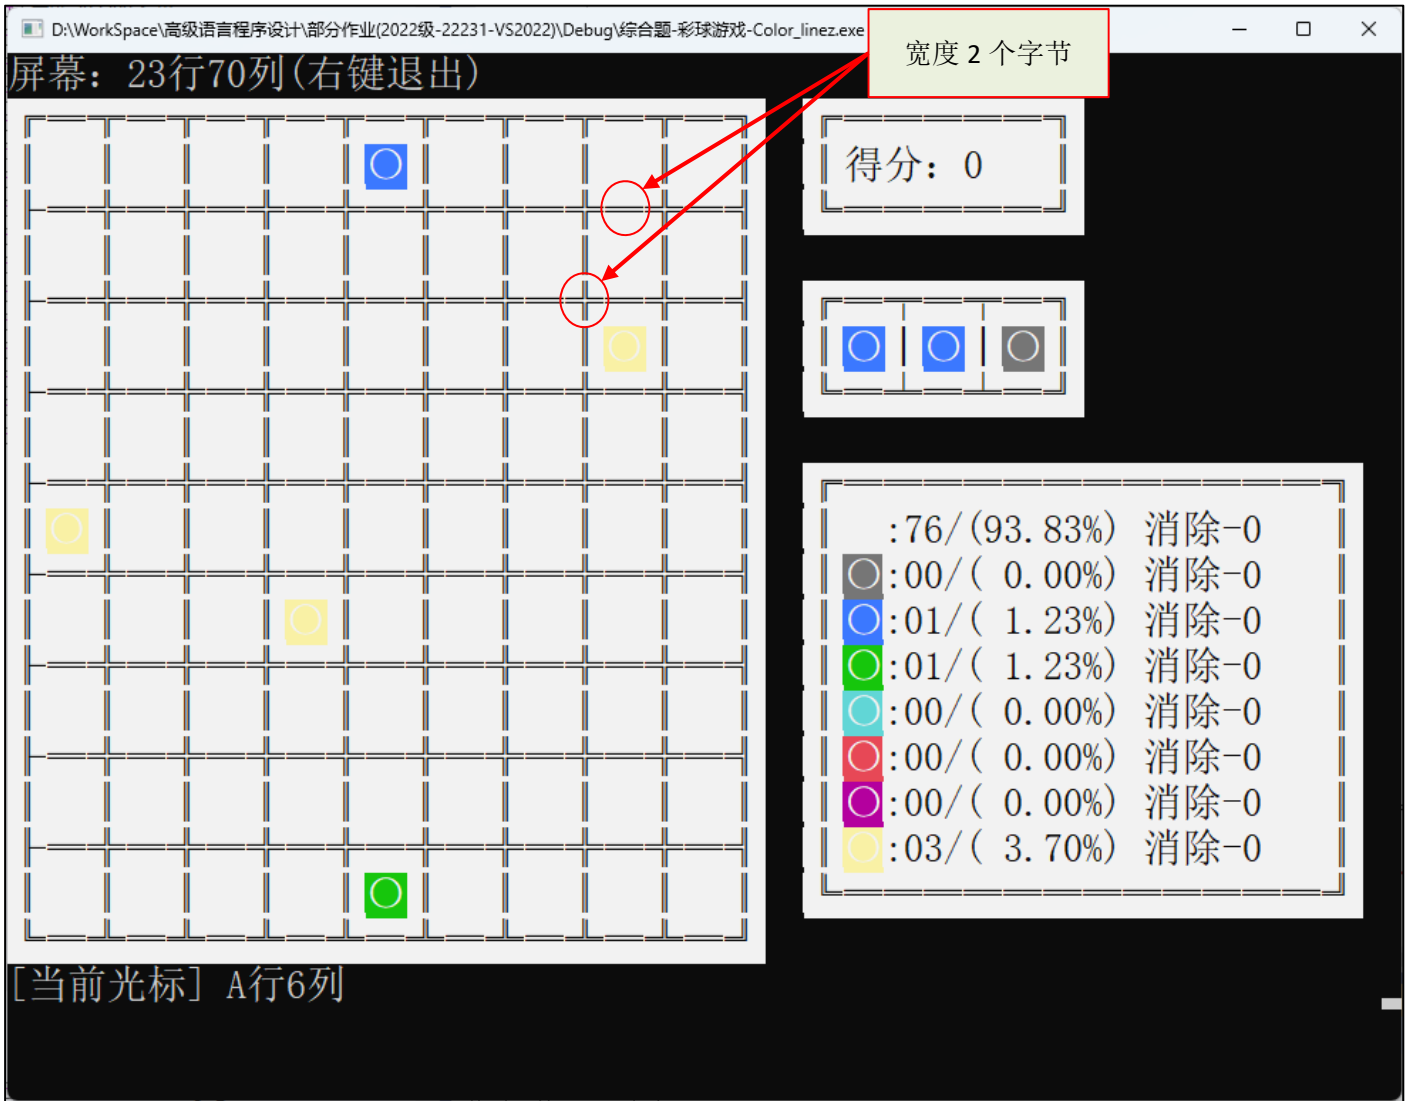 D:\WorkSpace\高级语言程序设计\部分作业(2022级-22231-VS2022)\Debug\综合题-彩球游戏-Color_linez.exe
宽度 2 个字节
屏幕：23行70列(右键退出)
得分：0
:76/(93.83%) 消除-0
○:00/( 0.00%) 消除-0
○:01/( 1.23%) 消除-0
○:01/( 1.23%) 消除-0
○:00/( 0.00%) 消除-0
○:00/( 0.00%) 消除-0
○:00/( 0.00%) 消除-0
○:03/( 3.70%) 消除-0
[当前光标] A行6列